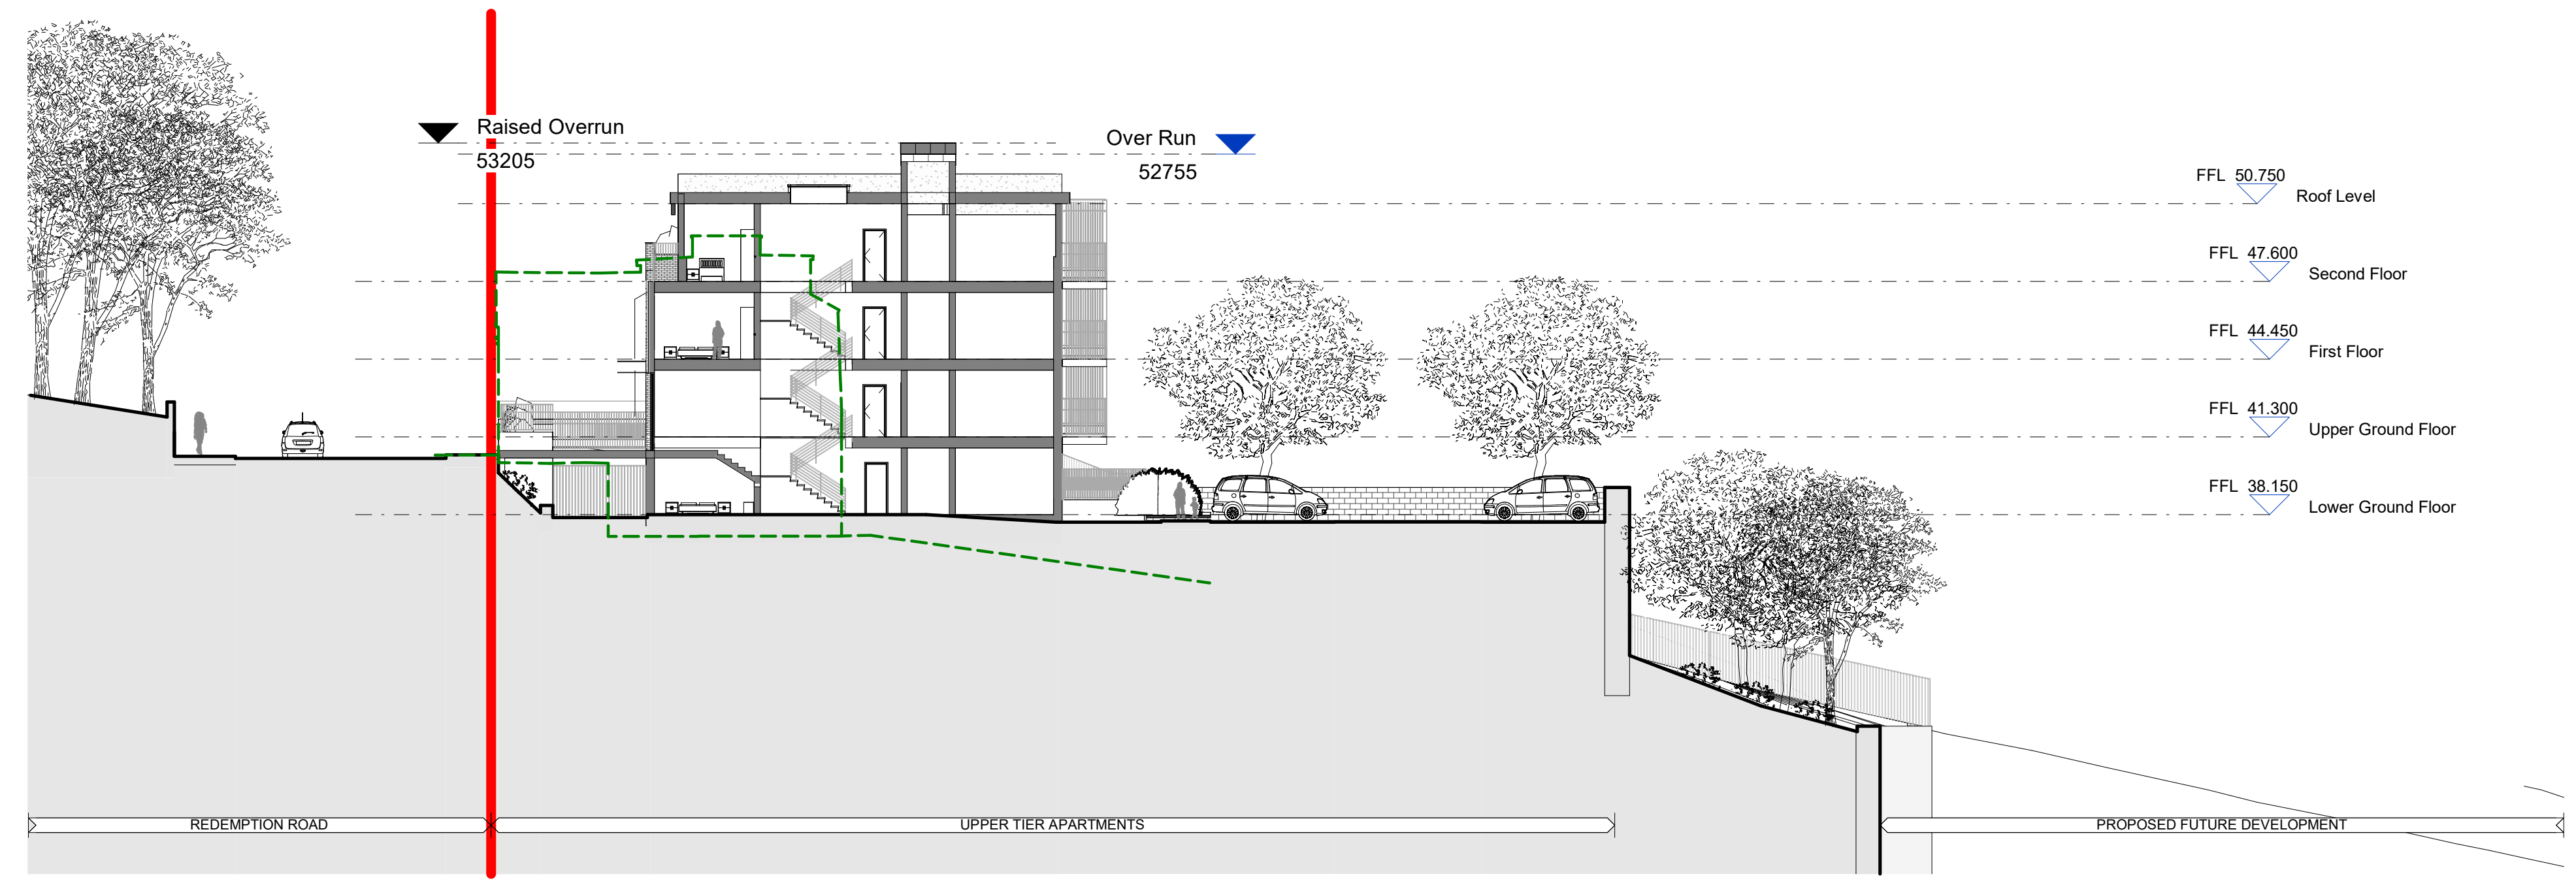 Raised Overrun
53205
Over Run
52755
FFL 50.750
Roof Level
FFL 47.600
Second Floor
FFL 44.450
First Floor
FFL 41.300
Upper Ground Floor
FFL 38.150
Lower Ground Floor
REDEMPTION ROAD
UPPER TIER APARTMENTS
PROPOSED FUTURE DEVELOPMENT